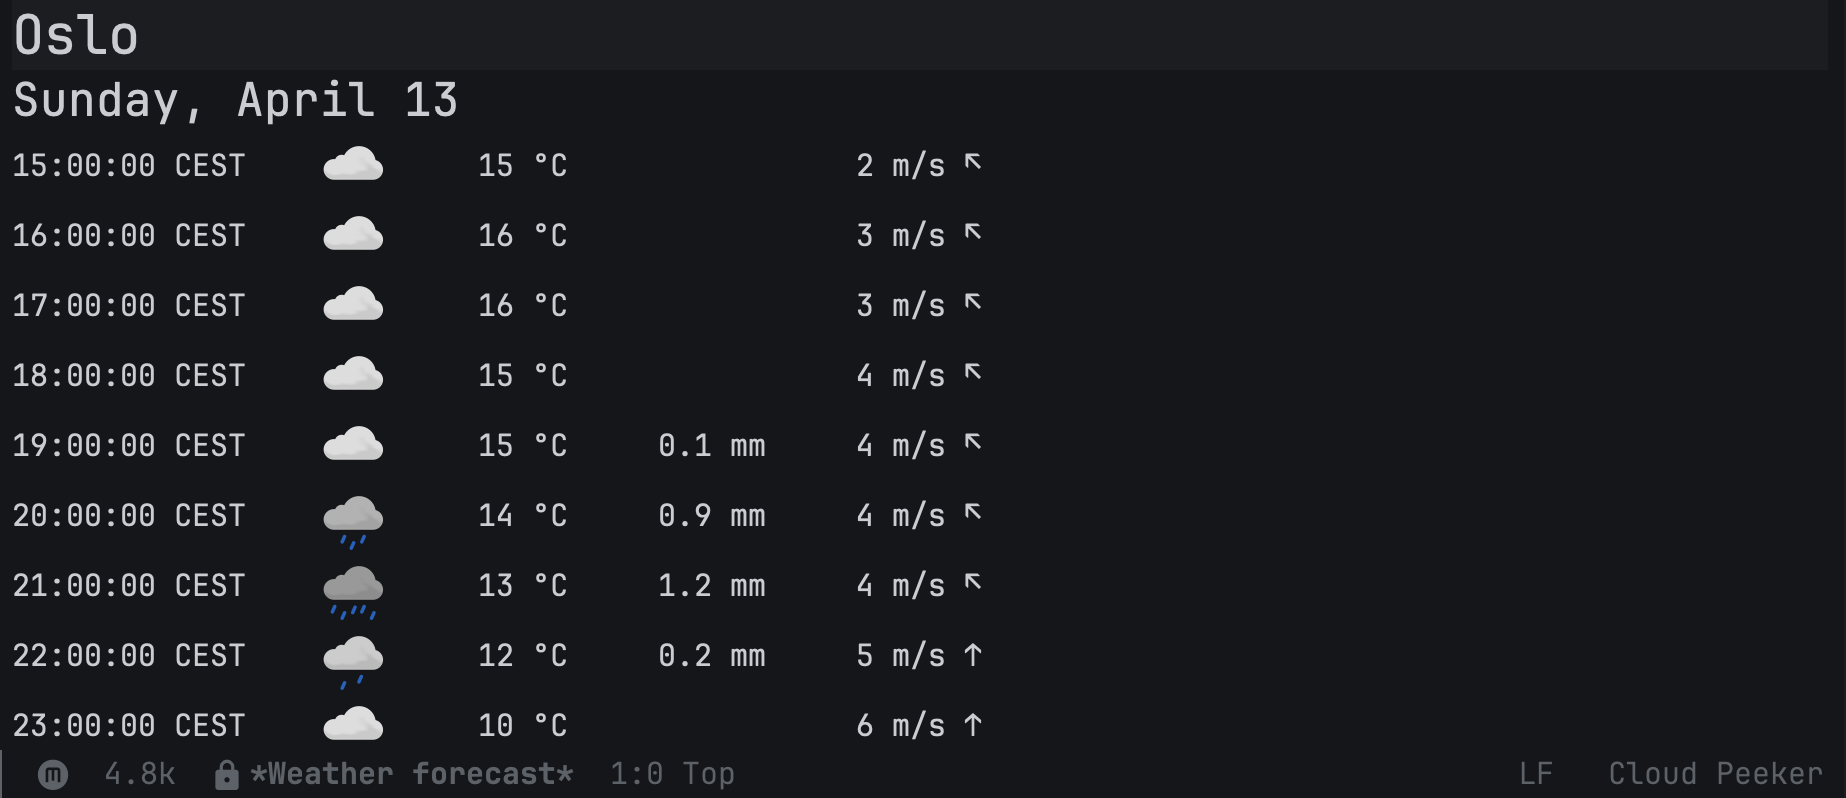 Oslo
Sunday, April 13
15:00:00 CEST 15 °C 2 m/s ↖
16:00:00 CEST 16 °C 3 m/s ↖
17:00:00 CEST 16 °C 3 m/s ↖
18:00:00 CEST 15 °C 4 m/s ↖
19:00:00 CEST 15 °C 0.1 mm 4 m/s ↖
20:00:00 CEST 14 °C 0.9 mm 4 m/s ↖
21:00:00 CEST 13 °C 1.2 mm 4 m/s ↖
22:00:00 CEST 12 °C 0.2 mm 5 m/s ↑
23:00:00 CEST 10 °C 6 m/s ↑
m 4.8k *Weather forecast* 1:0 Top LF Cloud Peeker